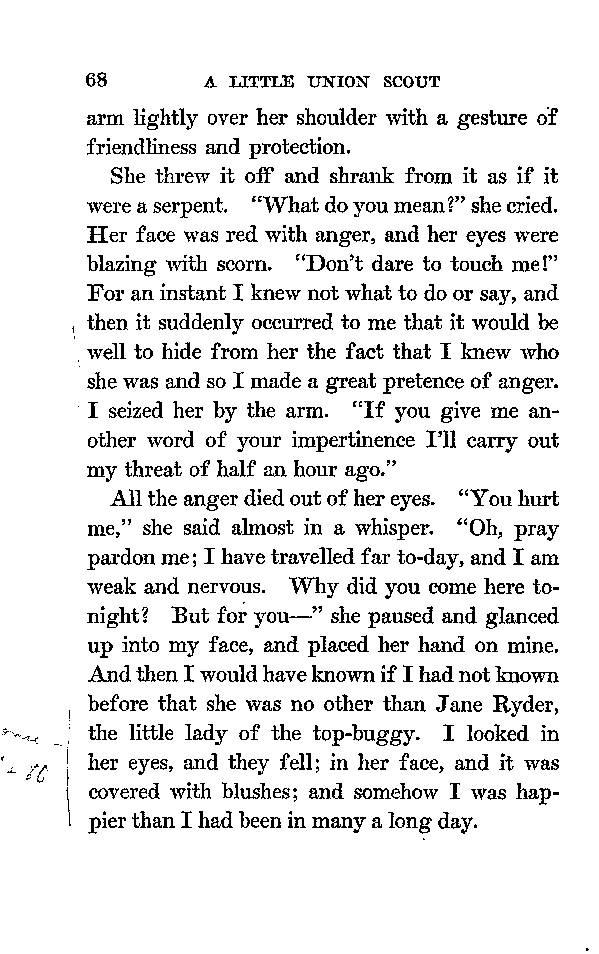 68 A LITTLE UNION SCOUT
arm lightly over her shoulder with a gesture of
friendliness and protection.
She threw it off and shrank from it as if it
were a serpent. “What do you mean?” she cried.
Her face was red with anger, and her eyes were
blazing with scorn. “Don’t dare to touch me!”
For an instant I knew not what to do or say, and
then it suddenly occurred to me that it would be
well to hide from her the fact that I knew who
she was and so I made a great pretence of anger.
I seized her by the arm. “If you give me an-
other word of your impertinence I’ll carry out
my threat of half an hour ago.”
All the anger died out of her eyes. “You hurt
me,” she said almost in a whisper. “Oh, pray
pardon me; I have travelled far to-day, and I am
weak and nervous. Why did you come here to-
night? But for you—” she paused and glanced
up into my face, and placed her hand on mine.
And then I would have known if I had not known
before that she was no other than Jane Ryder,
the little lady of the top-buggy. I looked in
her eyes, and they fell; in her face, and it was
covered with blushes; and somehow I was hap-
pier than I had been in many a long day.